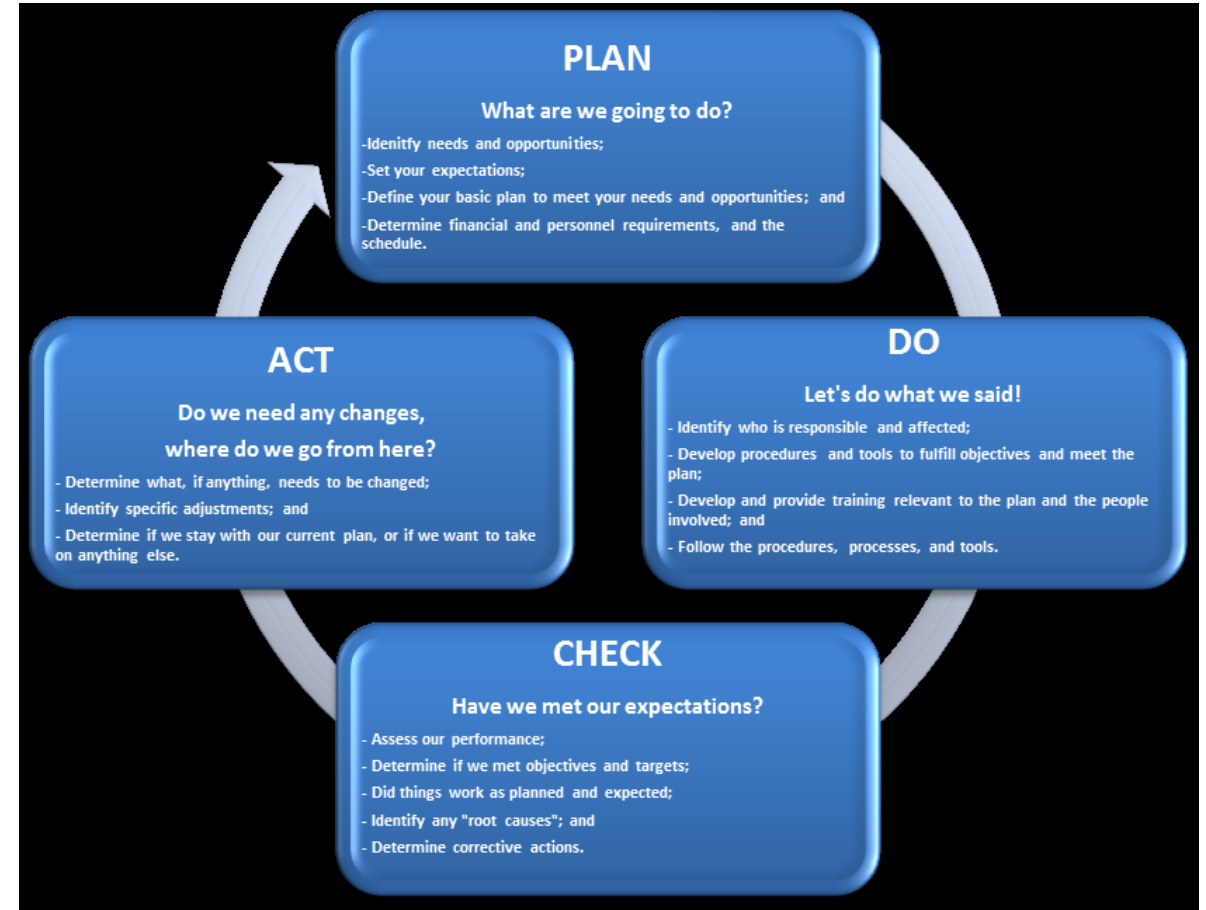 PLAN
What are we going to do?
-Idenitfy needs and opportunities;
-Set your expectations;
-Define your basic plan to meet your needs and opportunities; and
-Determine financial and personnel requirements, and the
schedule.
DO
Let's do what we said!
- Identify who is responsible and affected;
- Develop procedures and tools to fulfill objectives and meet the
plan;
- Develop and provide training relevant to the plan and the people
involved; and
- Follow the procedures, processes, and tools.
CHECK
Have we met our expectations?
- Assess our performance;
- Determine if we met objectives and targets;
- Did things work as planned and expected;
- Identify any "root causes"; and
- Determine corrective actions.
ACT
Do we need any changes,
where do we go from here?
- Determine what, if anything, needs to be changed;
- Identify specific adjustments; and
- Determine if we stay with our current plan, or if we want to take
on anything else.